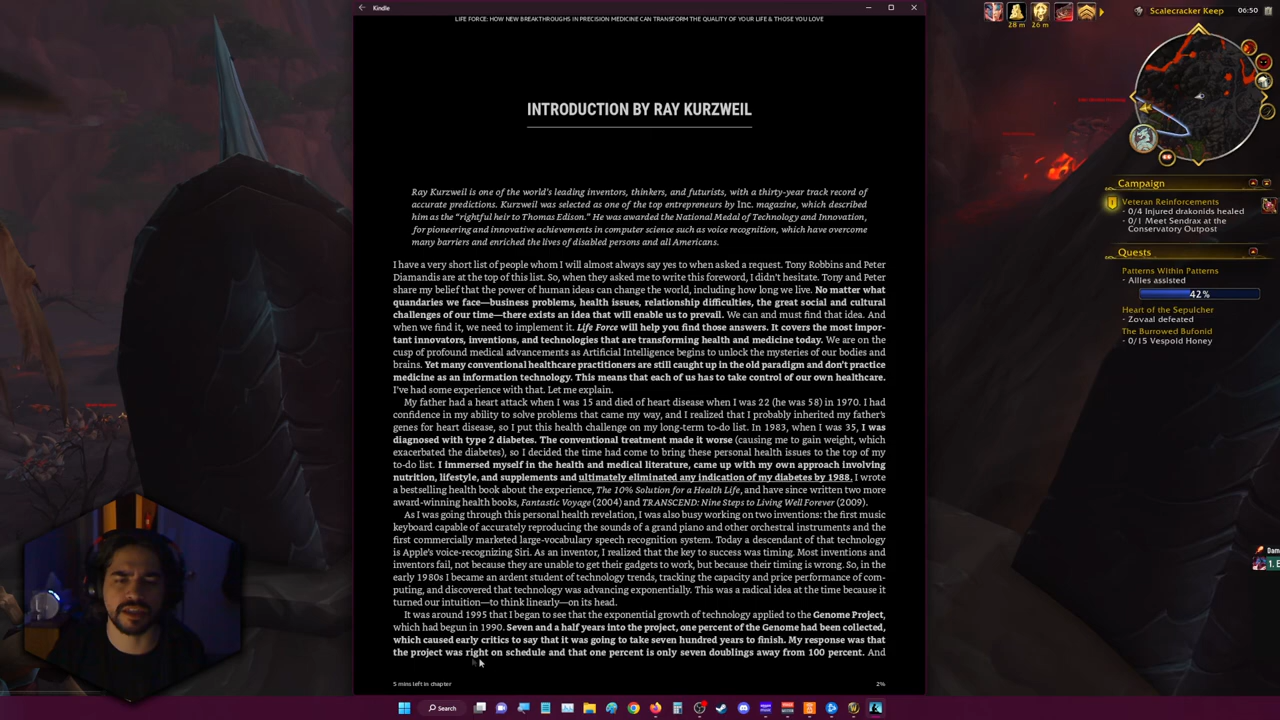 Kindle
LIFE FORCE: HOW NEW BREAKTHROUGHS IN PRECISION MEDICINE CAN TRANSFORM THE QUALITY OF YOUR LIFE & THOSE YOU LOVE
INTRODUCTION BY RAY KURZWEIL
Ray Kurzweil is one of the world's leading inventors, thinkers, and futurists, with a thirty-year track record of
accurate predictions. Kurzweil was selected as one of the top entrepreneurs by Inc. magazine, which described
him as the “rightful heir to Thomas Edison.” He was awarded the National Medal of Technology and Innovation,
for pioneering and innovative achievements in computer science such as voice recognition, which have overcome
many barriers and enriched the lives of disabled persons and all Americans.
I have a very short list of people whom I will almost always say yes to when asked a request. Tony Robbins and Peter
Diamandis are at the top of this list. So, when they asked me to write this foreword, I didn't hesitate. Tony and Peter
share my belief that the power of human ideas can change the world, including how long we live. No matter what
quandaries we face—business problems, health issues, relationship difficulties, the great social and cultural
challenges of our time—there exists an idea that will enable us to prevail. We can and must find that idea. And
when we find it, we need to implement it. Life Force will help you find those answers. It covers the most impor-
tant innovators, inventions, and technologies that are transforming health and medicine today. We are on the
cusp of profound medical advancements as Artificial Intelligence begins to unlock the mysteries of our bodies and
brains. Yet many conventional healthcare practitioners are still caught up in the old paradigm and don't practice
medicine as an information technology. This means that each of us has to take control of our own healthcare.
I've had some experience with that. Let me explain.
My father had a heart attack when I was 15 and died of heart disease when I was 22 (he was 58) in 1970. I had
confidence in my ability to solve problems that came my way, and I realized that I probably inherited my father's
genes for heart disease, so I put this health challenge on my long-term to-do list. In 1983, when I was 35, I was
diagnosed with type 2 diabetes. The conventional treatment made it worse (causing me to gain weight, which
exacerbated the diabetes), so I decided the time had come to bring these personal health issues to the top of my
to-do list. I immersed myself in the health and medical literature, came up with my own approach involving
nutrition, lifestyle, and supplements and ultimately eliminated any indication of my diabetes by 1988. I wrote
a bestselling health book about the experience, The 10% Solution for a Health Life, and have since written two more
award-winning health books, Fantastic Voyage (2004) and TRANSCEND: Nine Steps to Living Well Forever (2009).
As I was going through this personal health revelation, I was also busy working on two inventions: the first music
keyboard capable of accurately reproducing the sounds of a grand piano and other orchestral instruments and the
first commercially marketed large-vocabulary speech recognition system. Today a descendant of that technology
is Apple's voice-recognizing Siri. As an inventor, I realized that the key to success was timing. Most inventions and
inventors fail, not because they are unable to get their gadgets to work, but because their timing is wrong. So, in the
early 1980s I became an ardent student of technology trends, tracking the capacity and price performance of com-
puting, and discovered that technology was advancing exponentially. This was a radical idea at the time because it
turned our intuition—to think linearly—on its head.
It was around 1995 that I began to see that the exponential growth of technology applied to the Genome Project,
which had begun in 1990. Seven and a half years into the project, one percent of the Genome had been collected,
which caused early critics to say that it was going to take seven hundred years to finish. My response was that
the project was right on schedule and that one percent is only seven doublings away from 100 percent. And
5 mins left in chapter
2%
28 m
26 m
Scalecracker Keep
06:50
Campaign
Veteran Reinforcements
- 0/4 Injured drakonids healed
- 0/1 Meet Sendrax at the
Conservatory Outpost
Quests
Patterns Within Patterns
- Allies assisted
42%
Heart of the Sepulcher
- Zovaal defeated
The Burrowed Bufonid
- 0/15 Vespoid Honey
Search